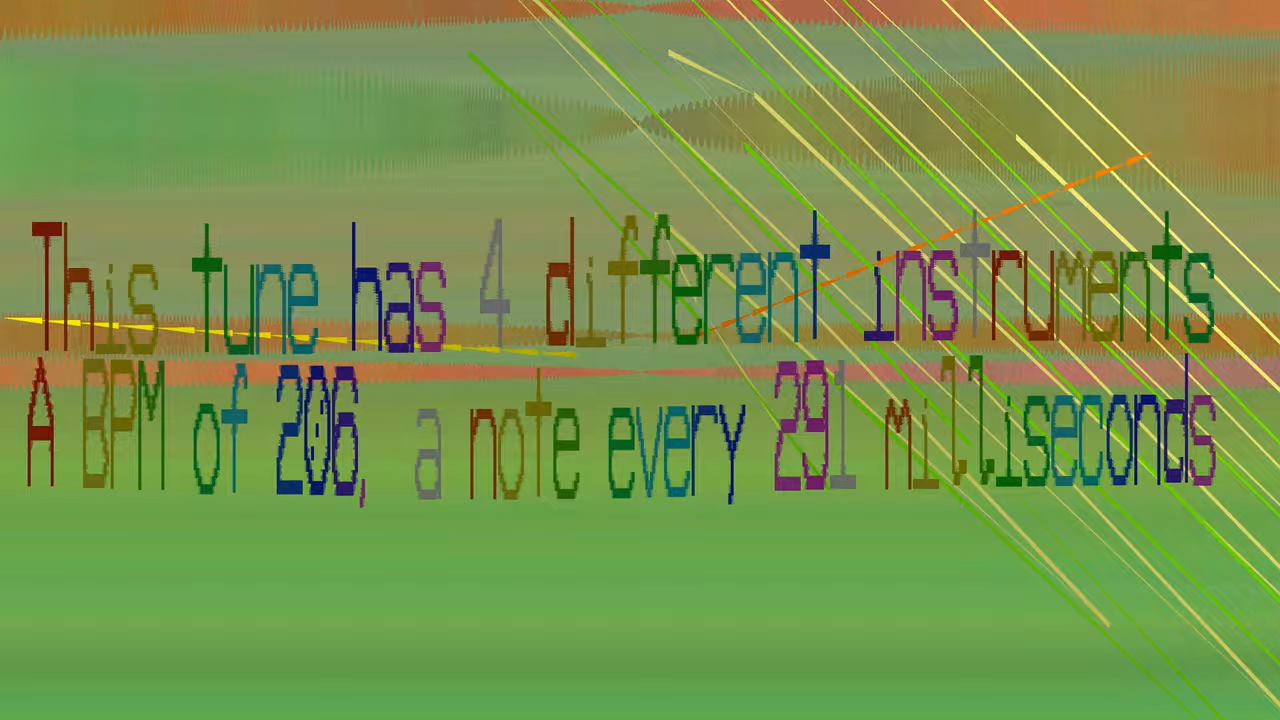 This tune has 4 different instruments
A BPM of 206, a note every 291 milliseconds